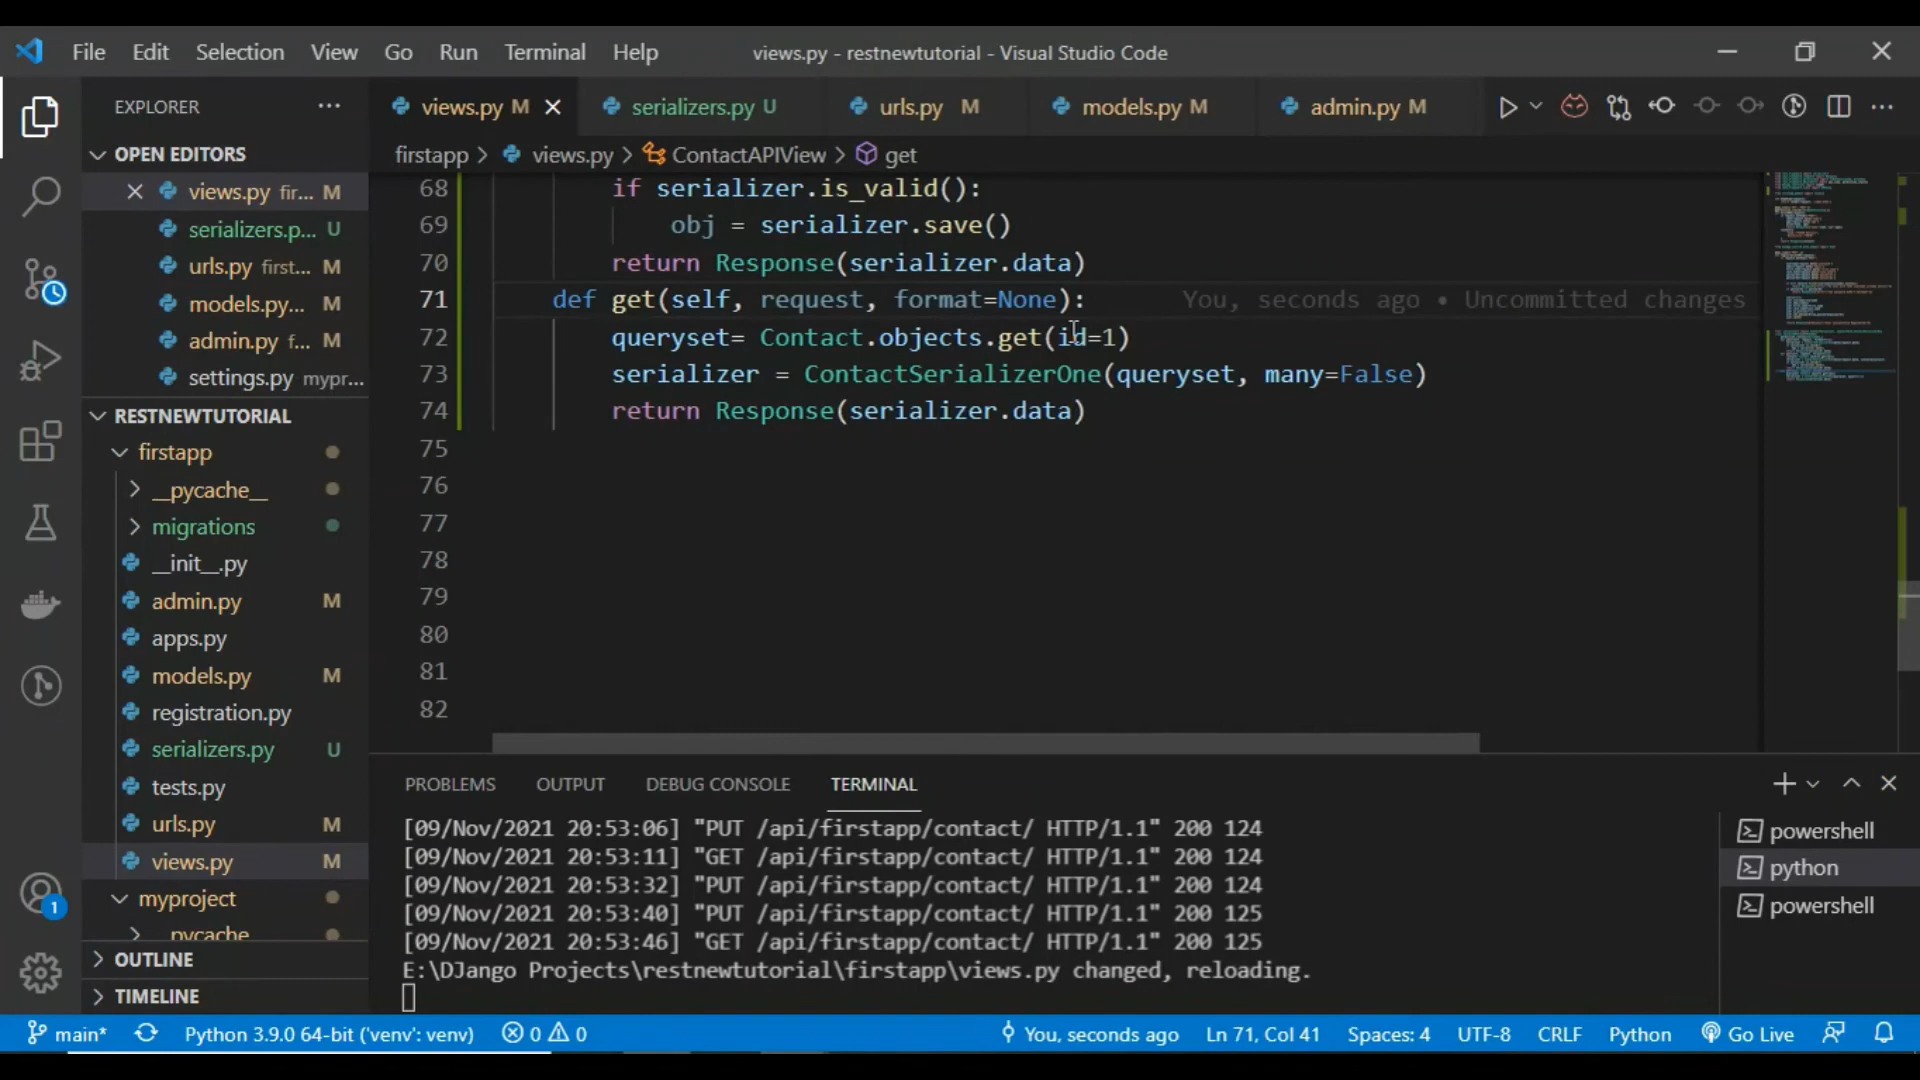 File Edit Selection View Go Run Terminal Help views.py - restnewtutorial - Visual Studio Code
EXPLORER ··· views.py M serializers.py U urls.py M models.py M admin.py M
OPEN EDITORS
views.py fir... M
serializers.p... U
urls.py first... M
models.py... M
admin.py f... M
settings.py mypr...
RESTNEWTUTORIAL
firstapp
__pycache__
migrations
__init__.py
admin.py M
apps.py
models.py M
registration.py
serializers.py U
tests.py
urls.py M
views.py M
myproject
pycache
OUTLINE
TIMELINE
firstapp > views.py > ContactAPIView > get
68 if serializer.is_valid():
69 obj = serializer.save()
70 return Response(serializer.data)
71 def get(self, request, format=None): You, seconds ago • Uncommitted changes
72 queryset= Contact.objects.get(id=1)
73 serializer = ContactSerializerOne(queryset, many=False)
74 return Response(serializer.data)
75
76
77
78
79
80
81
82
PROBLEMS OUTPUT DEBUG CONSOLE TERMINAL
[09/Nov/2021 20:53:06] "PUT /api/firstapp/contact/ HTTP/1.1" 200 124
[09/Nov/2021 20:53:11] "GET /api/firstapp/contact/ HTTP/1.1" 200 124
[09/Nov/2021 20:53:32] "PUT /api/firstapp/contact/ HTTP/1.1" 200 124
[09/Nov/2021 20:53:40] "PUT /api/firstapp/contact/ HTTP/1.1" 200 125
[09/Nov/2021 20:53:46] "GET /api/firstapp/contact/ HTTP/1.1" 200 125
E:\DJango Projects\restnewtutorial\firstapp\views.py changed, reloading.
powershell
python
powershell
1
main* Python 3.9.0 64-bit ('venv': venv) 0 0 You, seconds ago Ln 71, Col 41 Spaces: 4 UTF-8 CRLF Python Go Live